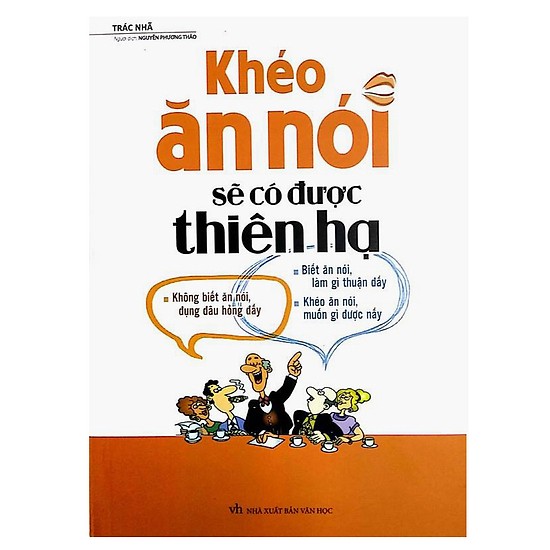 TRÁC NHÃ
Người dịch: NGUYỄN PHƯƠNG THẢO
Khéo
ăn nói
sẽ có được
thiên hạ
Biết ăn nói,
làm gì thuận đấy
Khéo ăn nói,
muốn gì được nấy
Không biết ăn nói,
đụng đâu hỏng đấy
vh NHÀ XUẤT BẢN VĂN HỌC